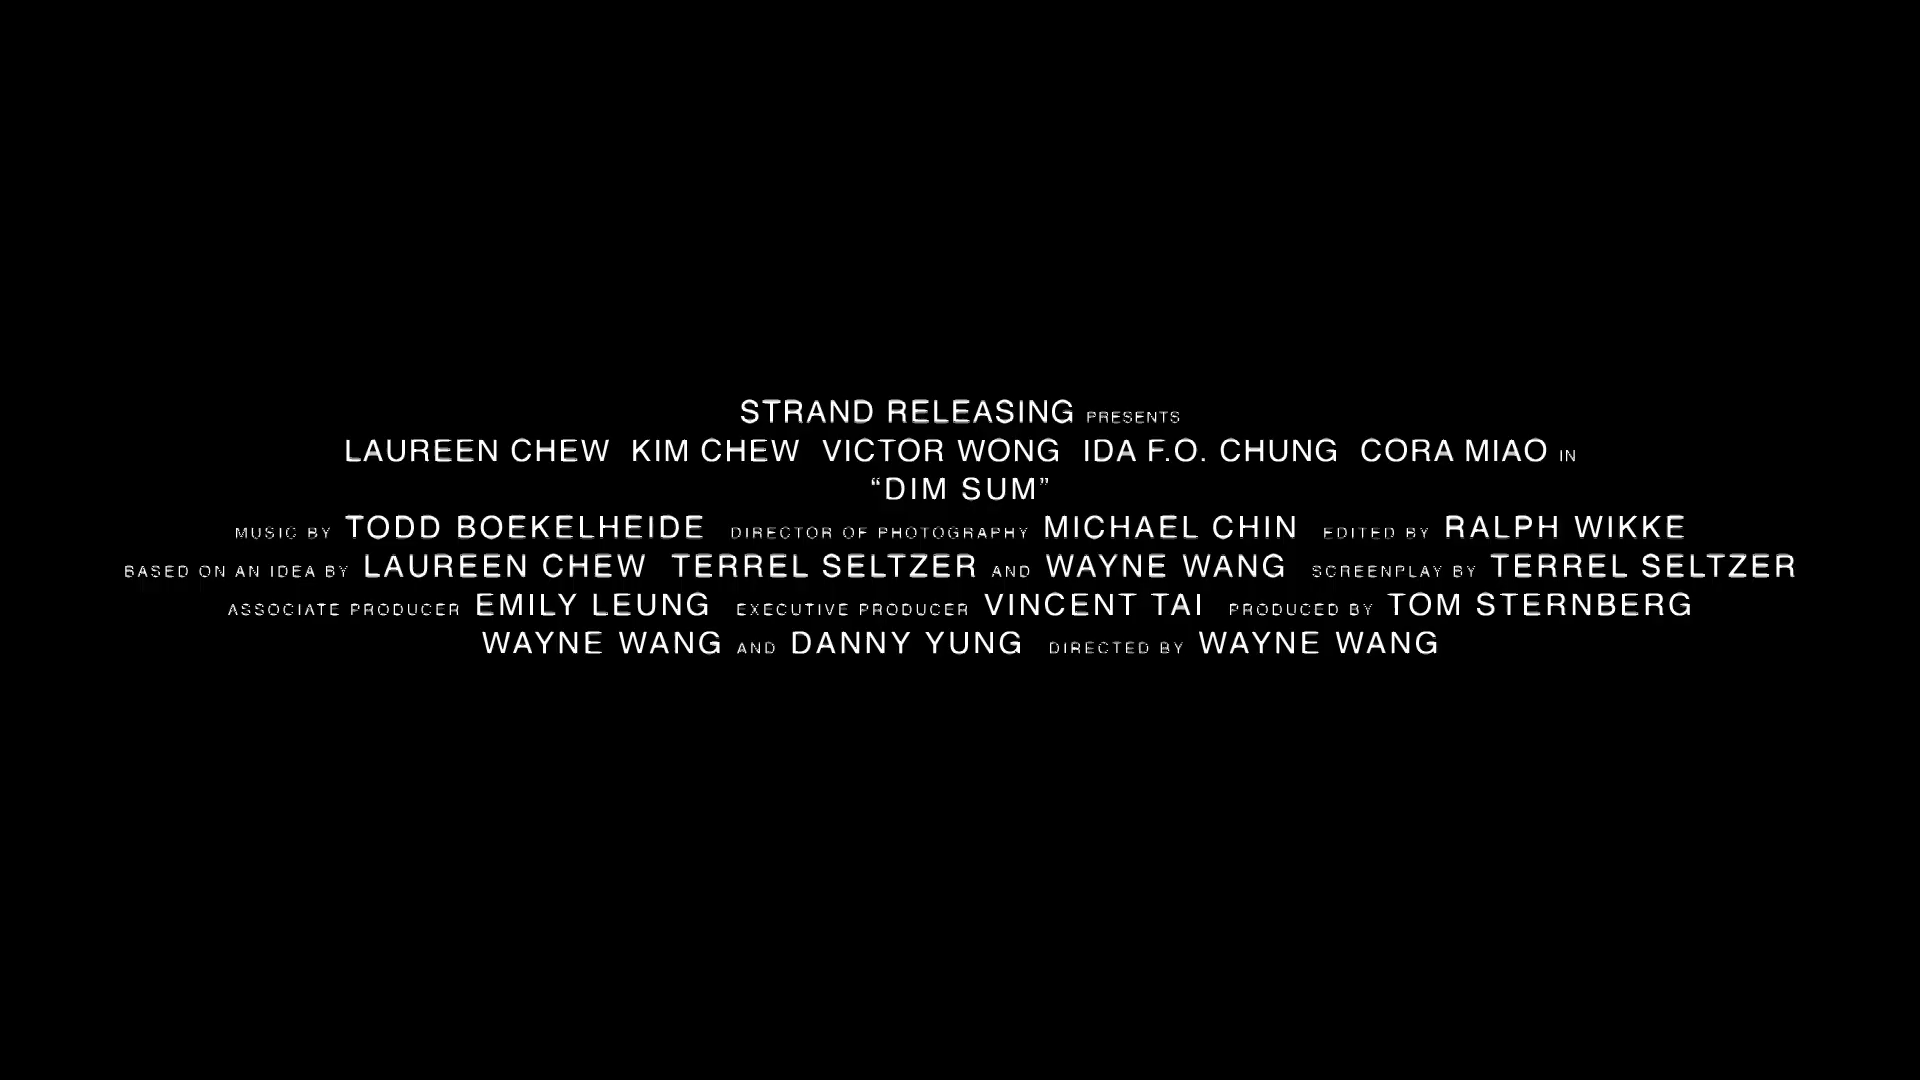 STRAND RELEASING PRESENTS
LAUREEN CHEW KIM CHEW VICTOR WONG IDA F.O. CHUNG CORA MIAO IN
“DIM SUM”
MUSIC BY TODD BOEKELHEIDE DIRECTOR OF PHOTOGRAPHY MICHAEL CHIN EDITED BY RALPH WIKKE
BASED ON AN IDEA BY LAUREEN CHEW TERREL SELTZER AND WAYNE WANG SCREENPLAY BY TERREL SELTZER
ASSOCIATE PRODUCER EMILY LEUNG EXECUTIVE PRODUCER VINCENT TAI PRODUCED BY TOM STERNBERG
WAYNE WANG AND DANNY YUNG DIRECTED BY WAYNE WANG